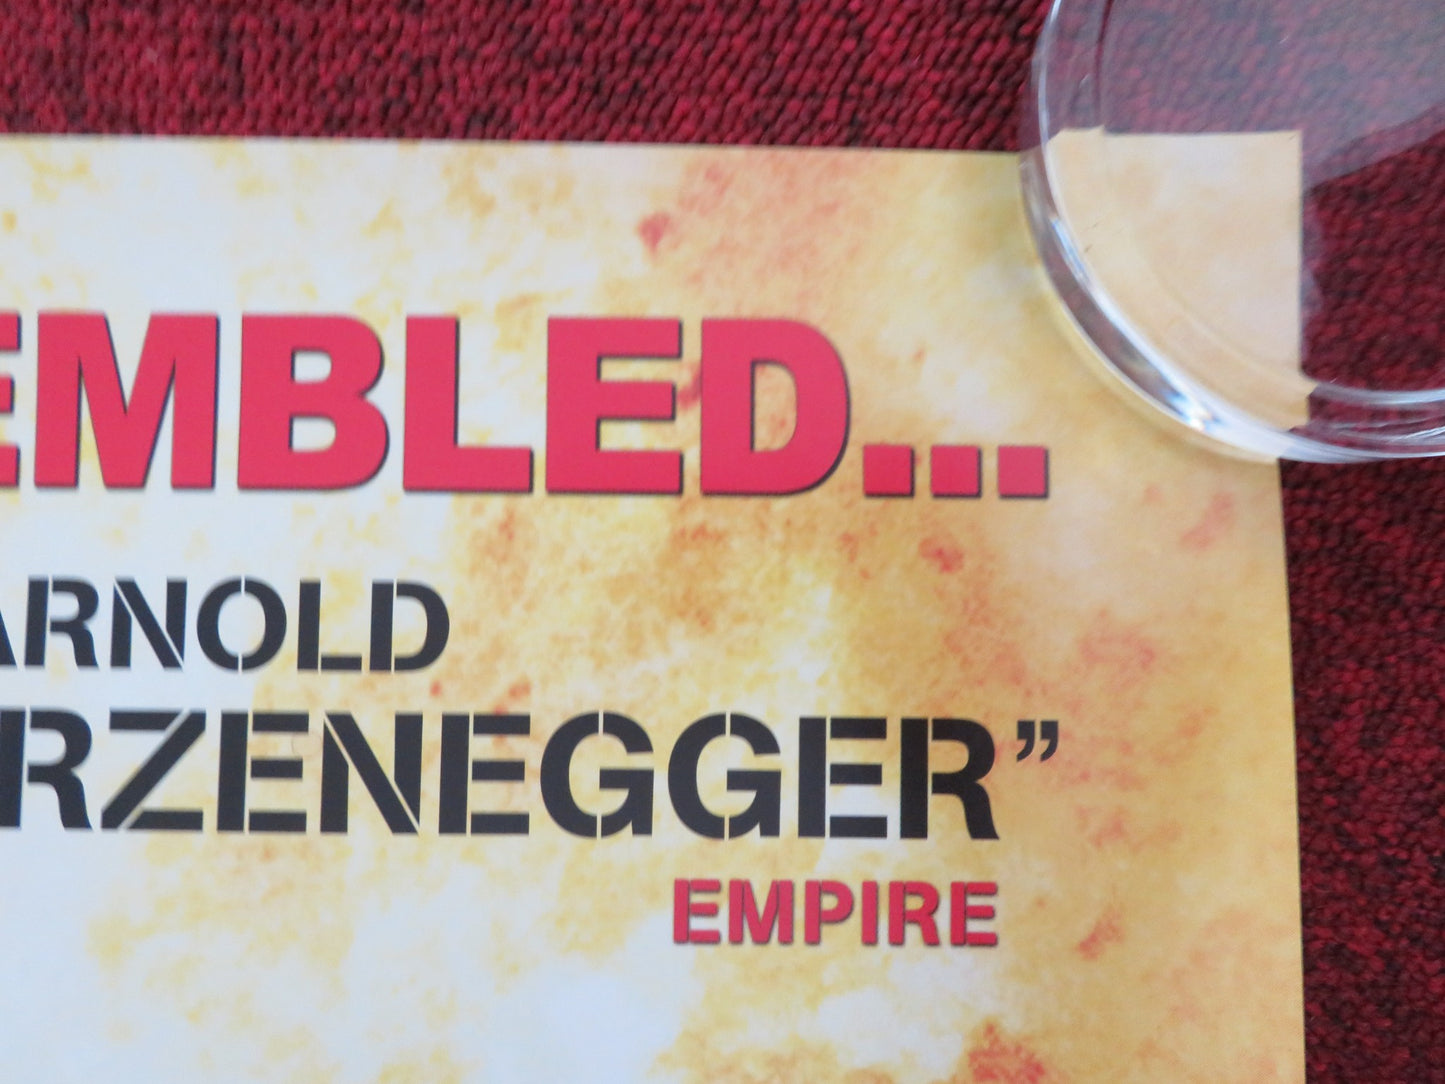 EMBLED...
ARNOLD
RZENEGGER”
EMPIRE